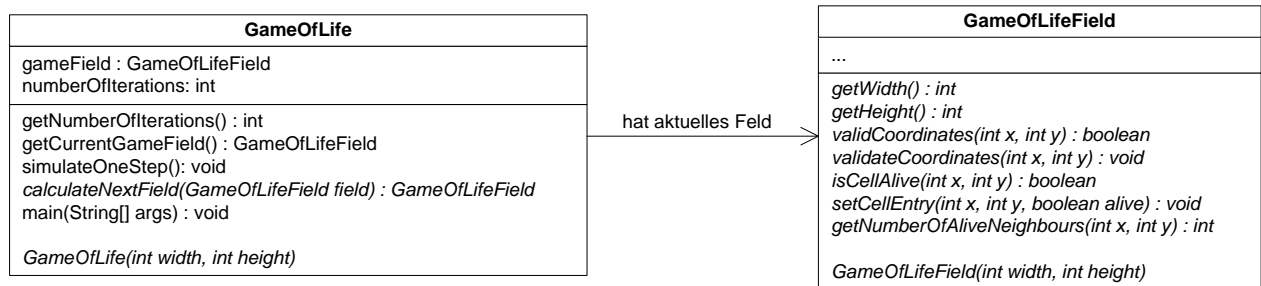 GameOfLife
gameField : GameOfLifeField
numberOfIterations: int
getNumberOfIterations() : int
getCurrentGameField() : GameOfLifeField
simulateOneStep(): void
calculateNextField(GameOfLifeField field) : GameOfLifeField
main(String[] args) : void
GameOfLife(int width, int height)
hat aktuelles Feld
GameOfLifeField
...
getWidth() : int
getHeight() : int
validCoordinates(int x, int y) : boolean
validateCoordinates(int x, int y) : void
isCellAlive(int x, int y) : boolean
setCellEntry(int x, int y, boolean alive) : void
getNumberOfAliveNeighbours(int x, int y) : int
GameOfLifeField(int width, int height)